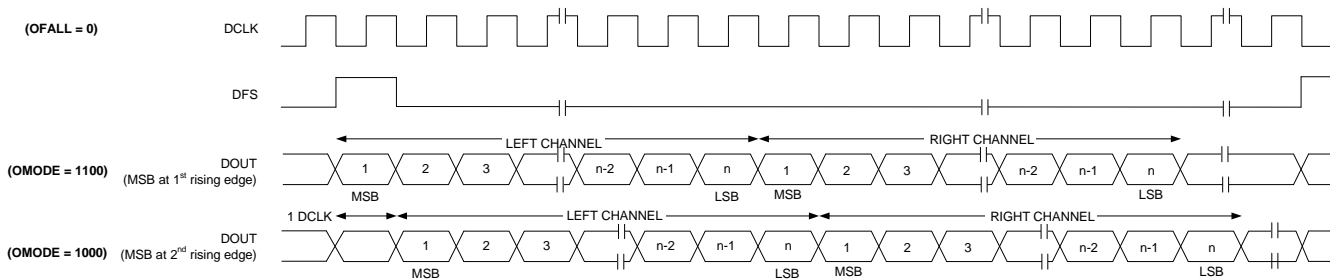 (OFALL = 0) DCLK
DFS
LEFT CHANNEL RIGHT CHANNEL
(OMODE = 1100) DOUT 1 2 3 n-2 n-1 n 1 2 3 n-2 n-1 n
(MSB at 1st rising edge)
MSB LSB MSB LSB
1 DCLK LEFT CHANNEL RIGHT CHANNEL
(OMODE = 1000) DOUT 1 2 3 n-2 n-1 n 1 2 3 n-2 n-1 n
(MSB at 2nd rising edge)
MSB LSB MSB LSB